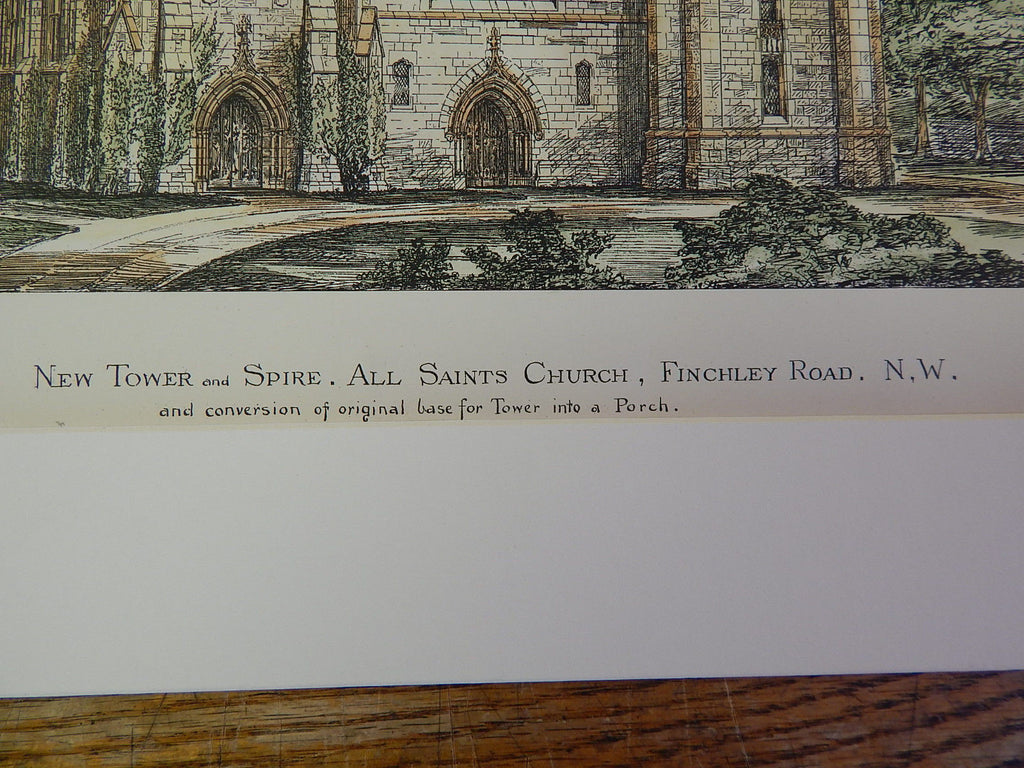 New Tower and Spire. All Saints Church, Finchley Road. N.W.
and conversion of original base for Tower into a Porch.